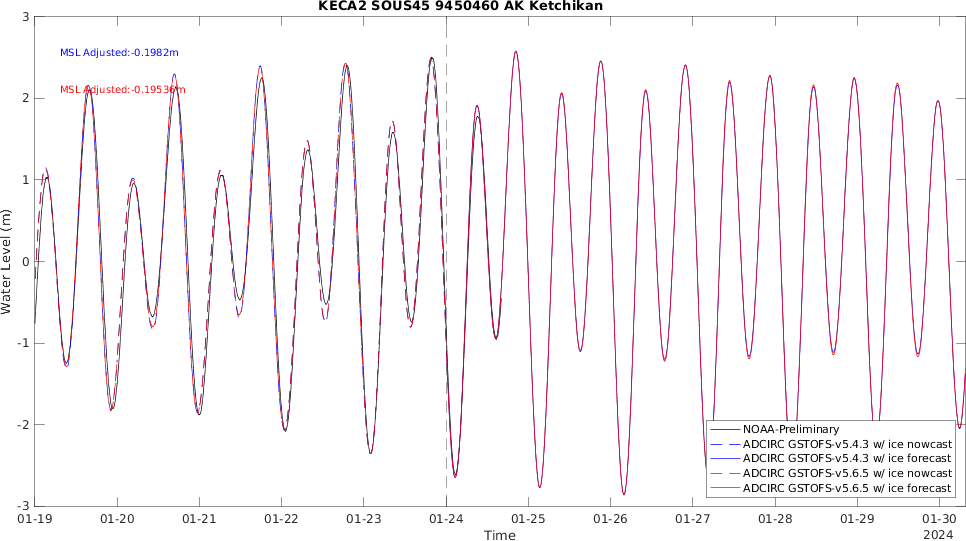 KECA2 SOUS45 9450460 AK Ketchikan
3
MSL Adjusted:-0.1982m
MSL Adjusted:-0.19536m
2
1
0
-1
-2
-3
Water Level (m)
NOAA-Preliminary
ADCIRC GSTOFS-v5.4.3 w/ ice nowcast
ADCIRC GSTOFS-v5.4.3 w/ ice forecast
ADCIRC GSTOFS-v5.6.5 w/ ice nowcast
ADCIRC GSTOFS-v5.6.5 w/ ice forecast
01-19 01-20 01-21 01-22 01-23 01-24 01-25 01-26 01-27 01-28 01-29 01-30
Time
2024